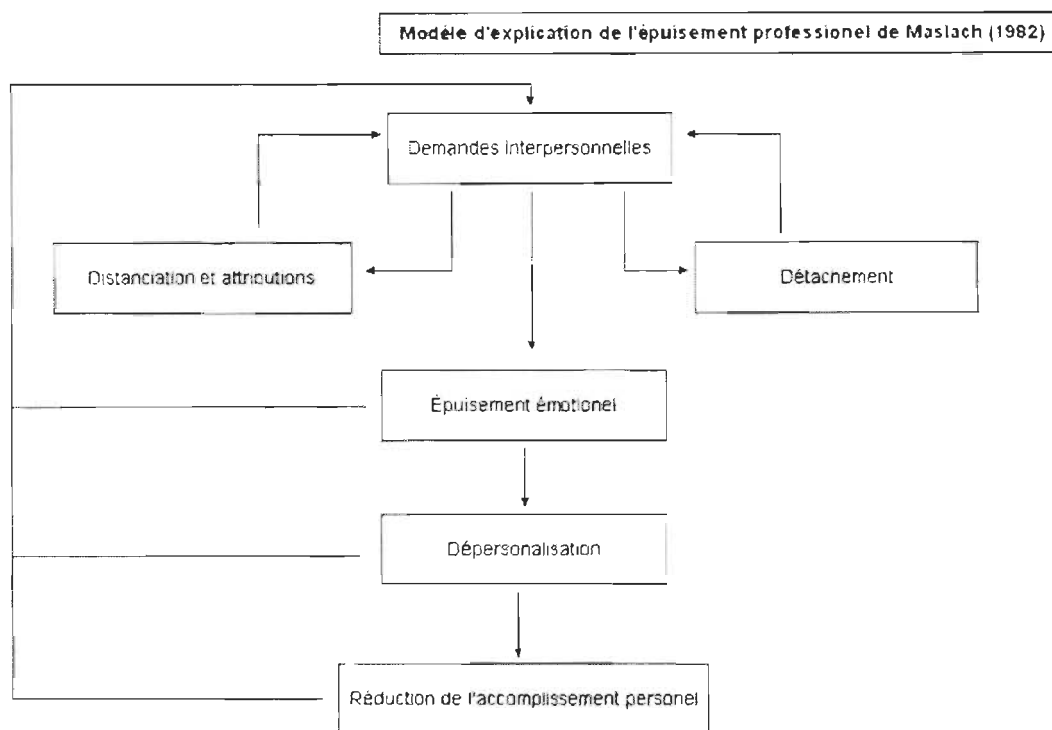 Modèle d'explication de l'épuisement professionel de Maslach (1982)
Demandes interpersonnelles
Distanciation et attributions
Détachement
Épuisement émotionel
Dépersonalisation
Réduction de l'accomplissement personel